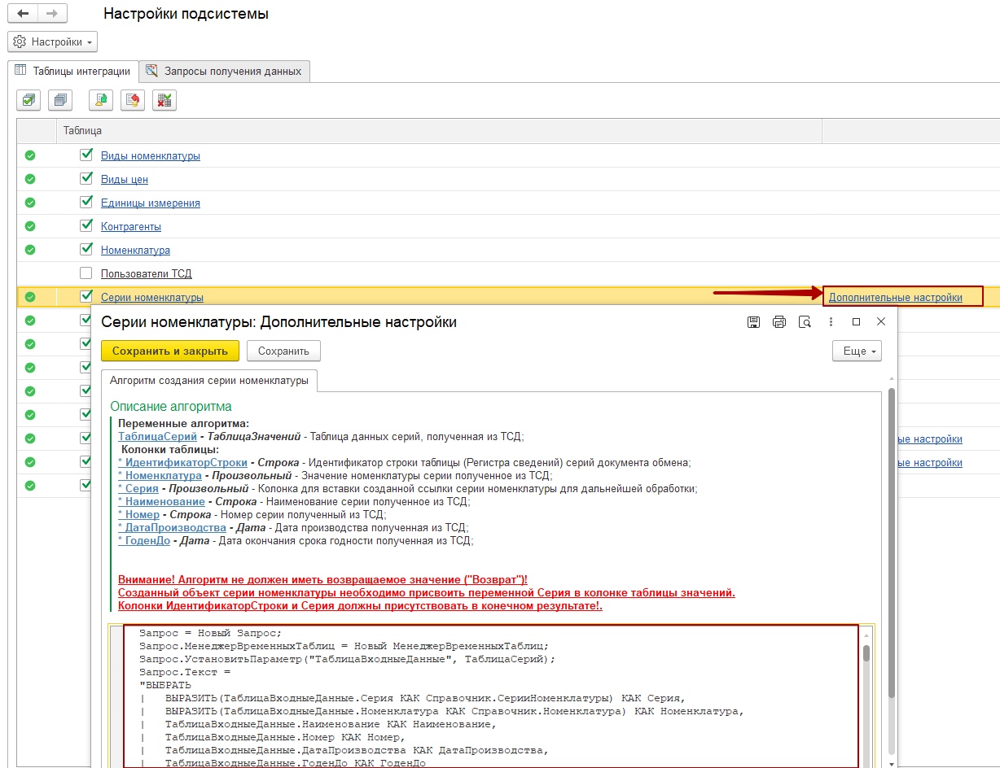 Настройки подсистемы
Настройки
Таблицы интеграции
Запросы получения данных
Таблица
Виды номенклатуры
Виды цен
Единицы измерения
Контрагенты
Номенклатура
Пользователи ТСД
Серии номенклатуры
Дополнительные настройки
Серии номенклатуры: Дополнительные настройки
Сохранить и закрыть
Сохранить
Еще
Алгоритм создания серии номенклатуры
Описание алгоритма
Переменные алгоритма:
ТаблицаСерий - ТаблицаЗначений - Таблица данных серий, полученная из ТСД;
Колонки таблицы:
* ИдентификаторСтроки - Строка - Идентификатор строки таблицы (Регистра сведений) серий документа обмена;
* Номенклатура - Произвольный - Значение номенклатуры серии полученное из ТСД;
* Серия - Произвольный - Колонка для вставки созданной ссылки серии номенклатуры для дальнейшей обработки;
* Наименование - Строка - Наименование серии полученное из ТСД;
* Номер - Строка - Номер серии полученный из ТСД;
* ДатаПроизводства - Дата - Дата производства полученная из ТСД;
* ГоденДо - Дата - Дата окончания срока годности полученная из ТСД;
ые настройки
ые настройки
Внимание! Алгоритм не должен иметь возвращаемое значение ("Возврат")!
Созданный объект серии номенклатуры необходимо присвоить переменной Серия в колонке таблицы значений.
Колонки ИдентификаторСтроки и Серия должны присутствовать в конечном результате!.
Запрос = Новый Запрос;
Запрос.МенеджерВременныхТаблиц = Новый МенеджерВременныхТаблиц;
Запрос.УстановитьПараметр("ТаблицаВходныеДанные", ТаблицаСерий);
Запрос.Текст =
"ВЫБРАТЬ
| ВЫРАЗИТЬ(ТаблицаВходныеДанные.Серия КАК Справочник.СерииНоменклатуры) КАК Серия,
| ВЫРАЗИТЬ(ТаблицаВходныеДанные.Номенклатура КАК Справочник.Номенклатура) КАК Номенклатура,
| ТаблицаВходныеДанные.Наименование КАК Наименование,
| ТаблицаВходныеДанные.Номер КАК Номер,
| ТаблицаВходныеДанные.ДатаПроизводства КАК ДатаПроизводства,
| ТаблицаВходныеДанные.ГоденДо КАК ГоденДо